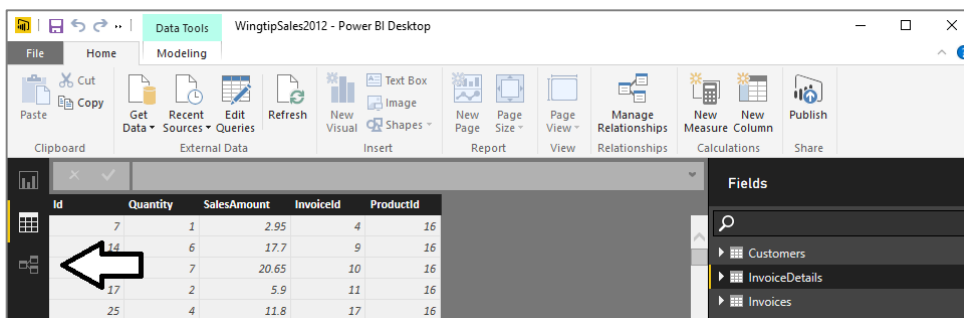 Data Tools WingtipSales2012 - Power BI Desktop
File Home Modeling
Paste Cut Copy
Get Data Recent Sources Edit Queries Refresh
New Visual Text Box Image Shapes
New Page Page Size Page View
Manage Relationships
New Measure New Column Publish
Clipboard External Data Insert Report View Relationships Calculations Share
Fields
Id Quantity SalesAmount InvoiceId ProductId
7 1 2.95 4 16
14 6 17.7 9 16
7 20.65 10 16
17 2 5.9 11 16
25 4 11.8 17 16
Customers
InvoiceDetails
Invoices